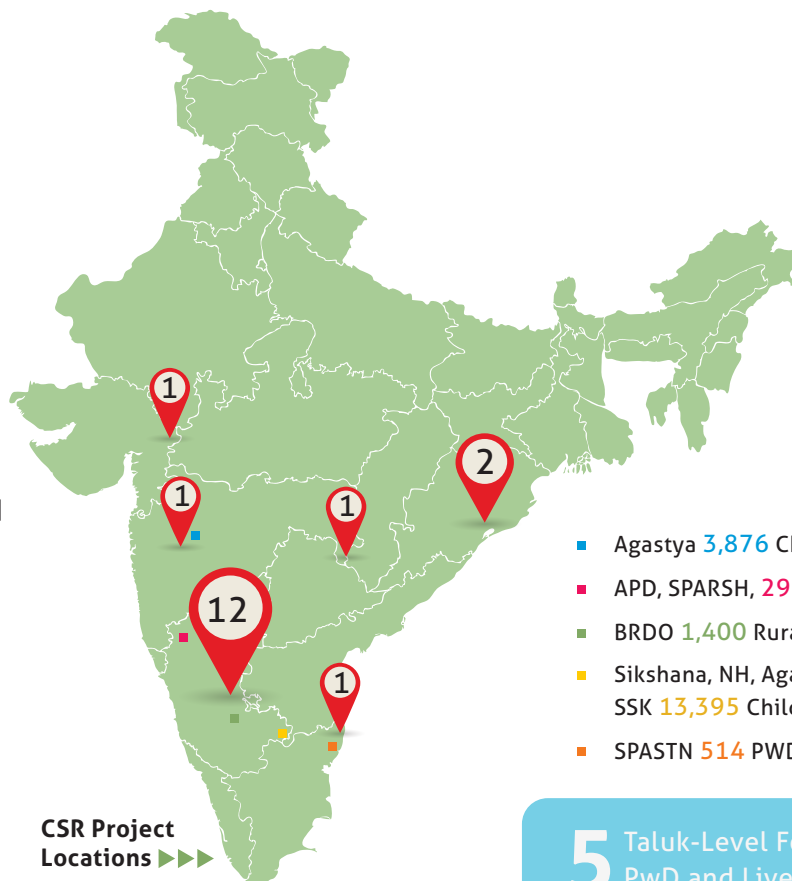 1
1
1
2
12
1
Agastya 3,876
APD, SPARSH, 29
BRDO 1,400
Sikshana, NH,
SSK 13,395
SPASTN 514
CSR Project
Locations
5 Taluk-Level
PwD and